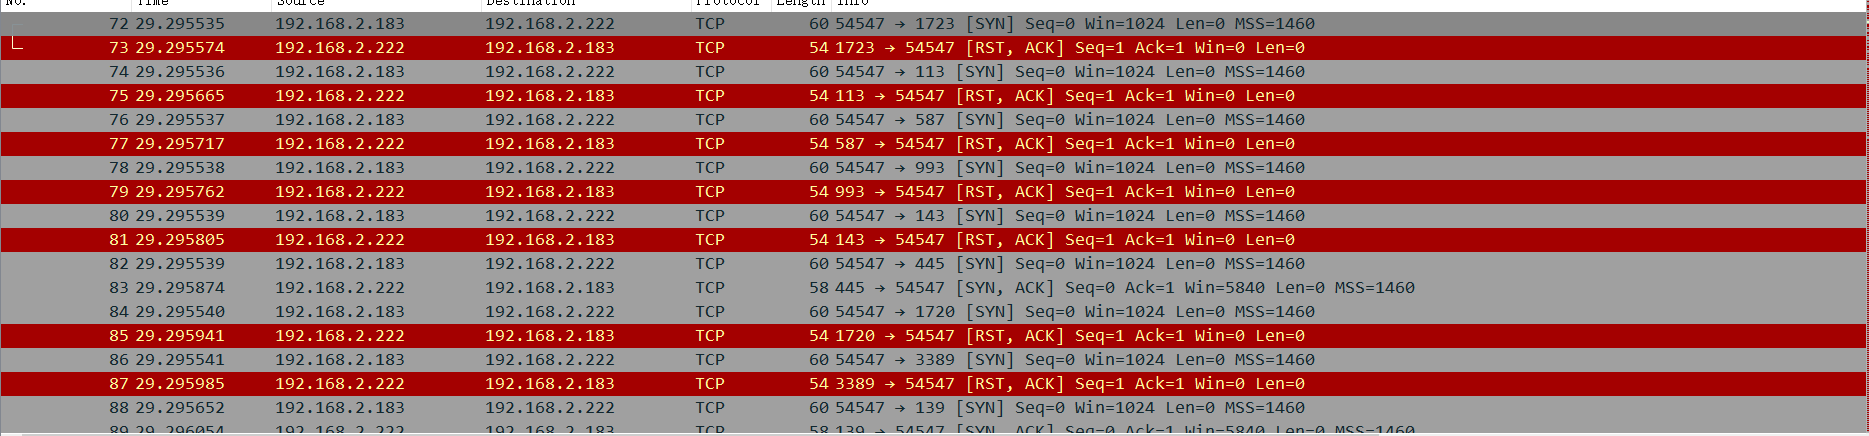 No. Time Source Destination Protocol Length Info
72 29.295535 192.168.2.183 192.168.2.222 TCP 60 54547 → 1723 [SYN] Seq=0 Win=1024 Len=0 MSS=1460
73 29.295574 192.168.2.222 192.168.2.183 TCP 54 1723 → 54547 [RST, ACK] Seq=1 Ack=1 Win=0 Len=0
74 29.295536 192.168.2.183 192.168.2.222 TCP 60 54547 → 113 [SYN] Seq=0 Win=1024 Len=0 MSS=1460
75 29.295665 192.168.2.222 192.168.2.183 TCP 54 113 → 54547 [RST, ACK] Seq=1 Ack=1 Win=0 Len=0
76 29.295537 192.168.2.183 192.168.2.222 TCP 60 54547 → 587 [SYN] Seq=0 Win=1024 Len=0 MSS=1460
77 29.295717 192.168.2.222 192.168.2.183 TCP 54 587 → 54547 [RST, ACK] Seq=1 Ack=1 Win=0 Len=0
78 29.295538 192.168.2.183 192.168.2.222 TCP 60 54547 → 993 [SYN] Seq=0 Win=1024 Len=0 MSS=1460
79 29.295762 192.168.2.222 192.168.2.183 TCP 54 993 → 54547 [RST, ACK] Seq=1 Ack=1 Win=0 Len=0
80 29.295539 192.168.2.183 192.168.2.222 TCP 60 54547 → 143 [SYN] Seq=0 Win=1024 Len=0 MSS=1460
81 29.295805 192.168.2.222 192.168.2.183 TCP 54 143 → 54547 [RST, ACK] Seq=1 Ack=1 Win=0 Len=0
82 29.295539 192.168.2.183 192.168.2.222 TCP 60 54547 → 445 [SYN] Seq=0 Win=1024 Len=0 MSS=1460
83 29.295874 192.168.2.222 192.168.2.183 TCP 58 445 → 54547 [SYN, ACK] Seq=0 Ack=1 Win=5840 Len=0 MSS=1460
84 29.295540 192.168.2.183 192.168.2.222 TCP 60 54547 → 1720 [SYN] Seq=0 Win=1024 Len=0 MSS=1460
85 29.295941 192.168.2.222 192.168.2.183 TCP 54 1720 → 54547 [RST, ACK] Seq=1 Ack=1 Win=0 Len=0
86 29.295541 192.168.2.183 192.168.2.222 TCP 60 54547 → 3389 [SYN] Seq=0 Win=1024 Len=0 MSS=1460
87 29.295985 192.168.2.222 192.168.2.183 TCP 54 3389 → 54547 [RST, ACK] Seq=1 Ack=1 Win=0 Len=0
88 29.295652 192.168.2.183 192.168.2.222 TCP 60 54547 → 139 [SYN] Seq=0 Win=1024 Len=0 MSS=1460
89 29.296054 192.168.2.222 192.168.2.183 TCP 58 139 → 54547 [SYN, ACK] Seq=0 Ack=1 Win=5840 Len=0 MSS=1460